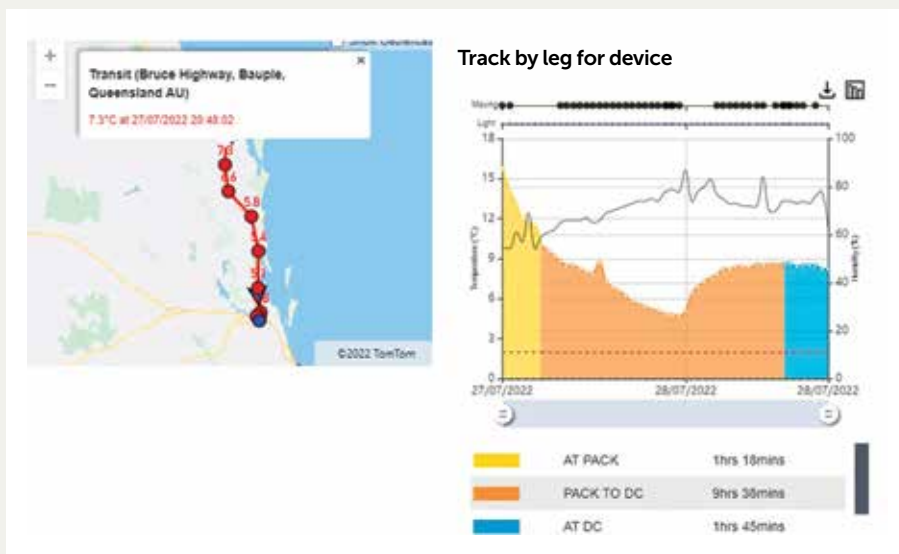 +
−
Transit (Bruce Highway, Bauple,
Queensland AU)
×
7.3°C at 27/07/2022 20:48:02
6.6
5.8
5.4
©2022 TomTom
Track by leg for device
Moving
Light
18
15
12
9
6
3
0
Temperature (°C)
100
80
60
40
20
0
Humidity (%)
27/07/2022
28/07/2022
28/07/2022
AT PACK 1hrs 18mins
PACK TO DC 9hrs 38mins
AT DC 1hrs 45mins